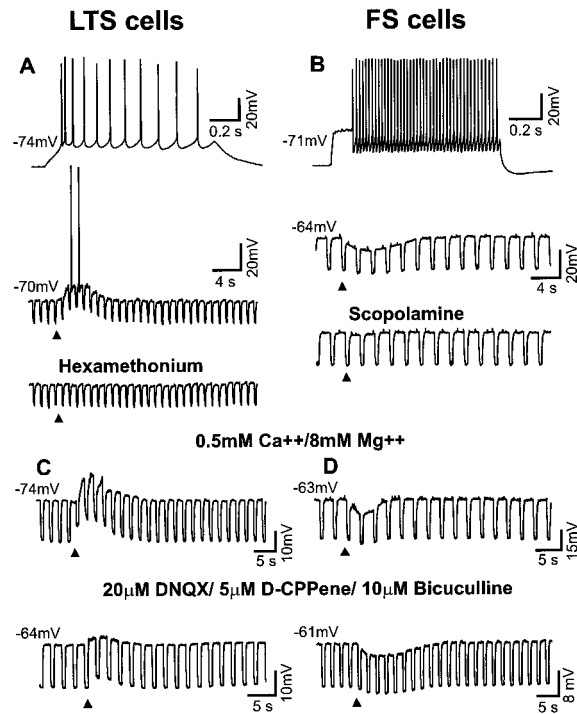 LTS cells
FS cells
A
B
-74mV
0.2 s
20mV
-71mV
0.2 s
20mV
-70mV
4 s
20mV
-64mV
4 s
20mV
Hexamethonium
Scopolamine
0.5mM Ca++/8mM Mg++
C
D
-74mV
5 s
10mV
-63mV
5 s
15mV
20µM DNQX/ 5µM D-CPPene/ 10µM Bicuculline
-64mV
5 s
10mV
-61mV
5 s
8 mV